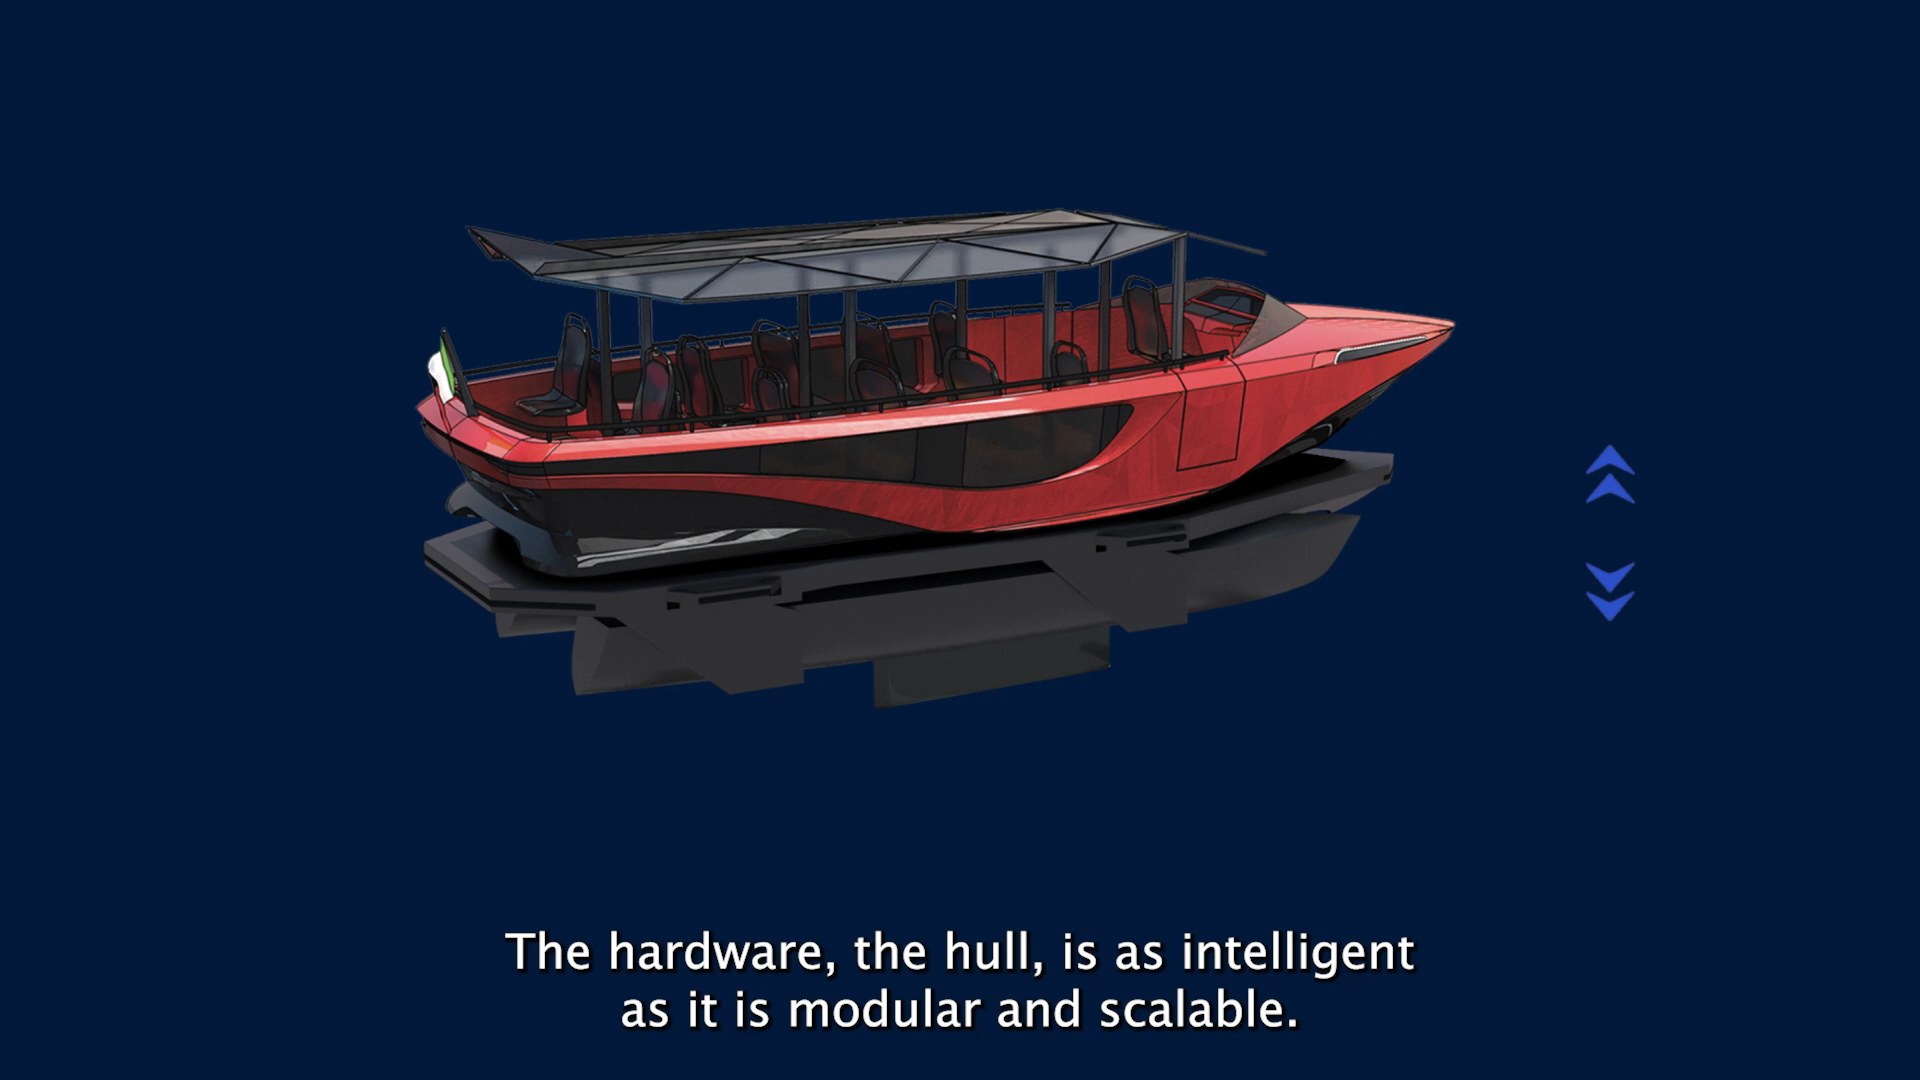 The hardware, the hull, is as intelligent
as it is modular and scalable.